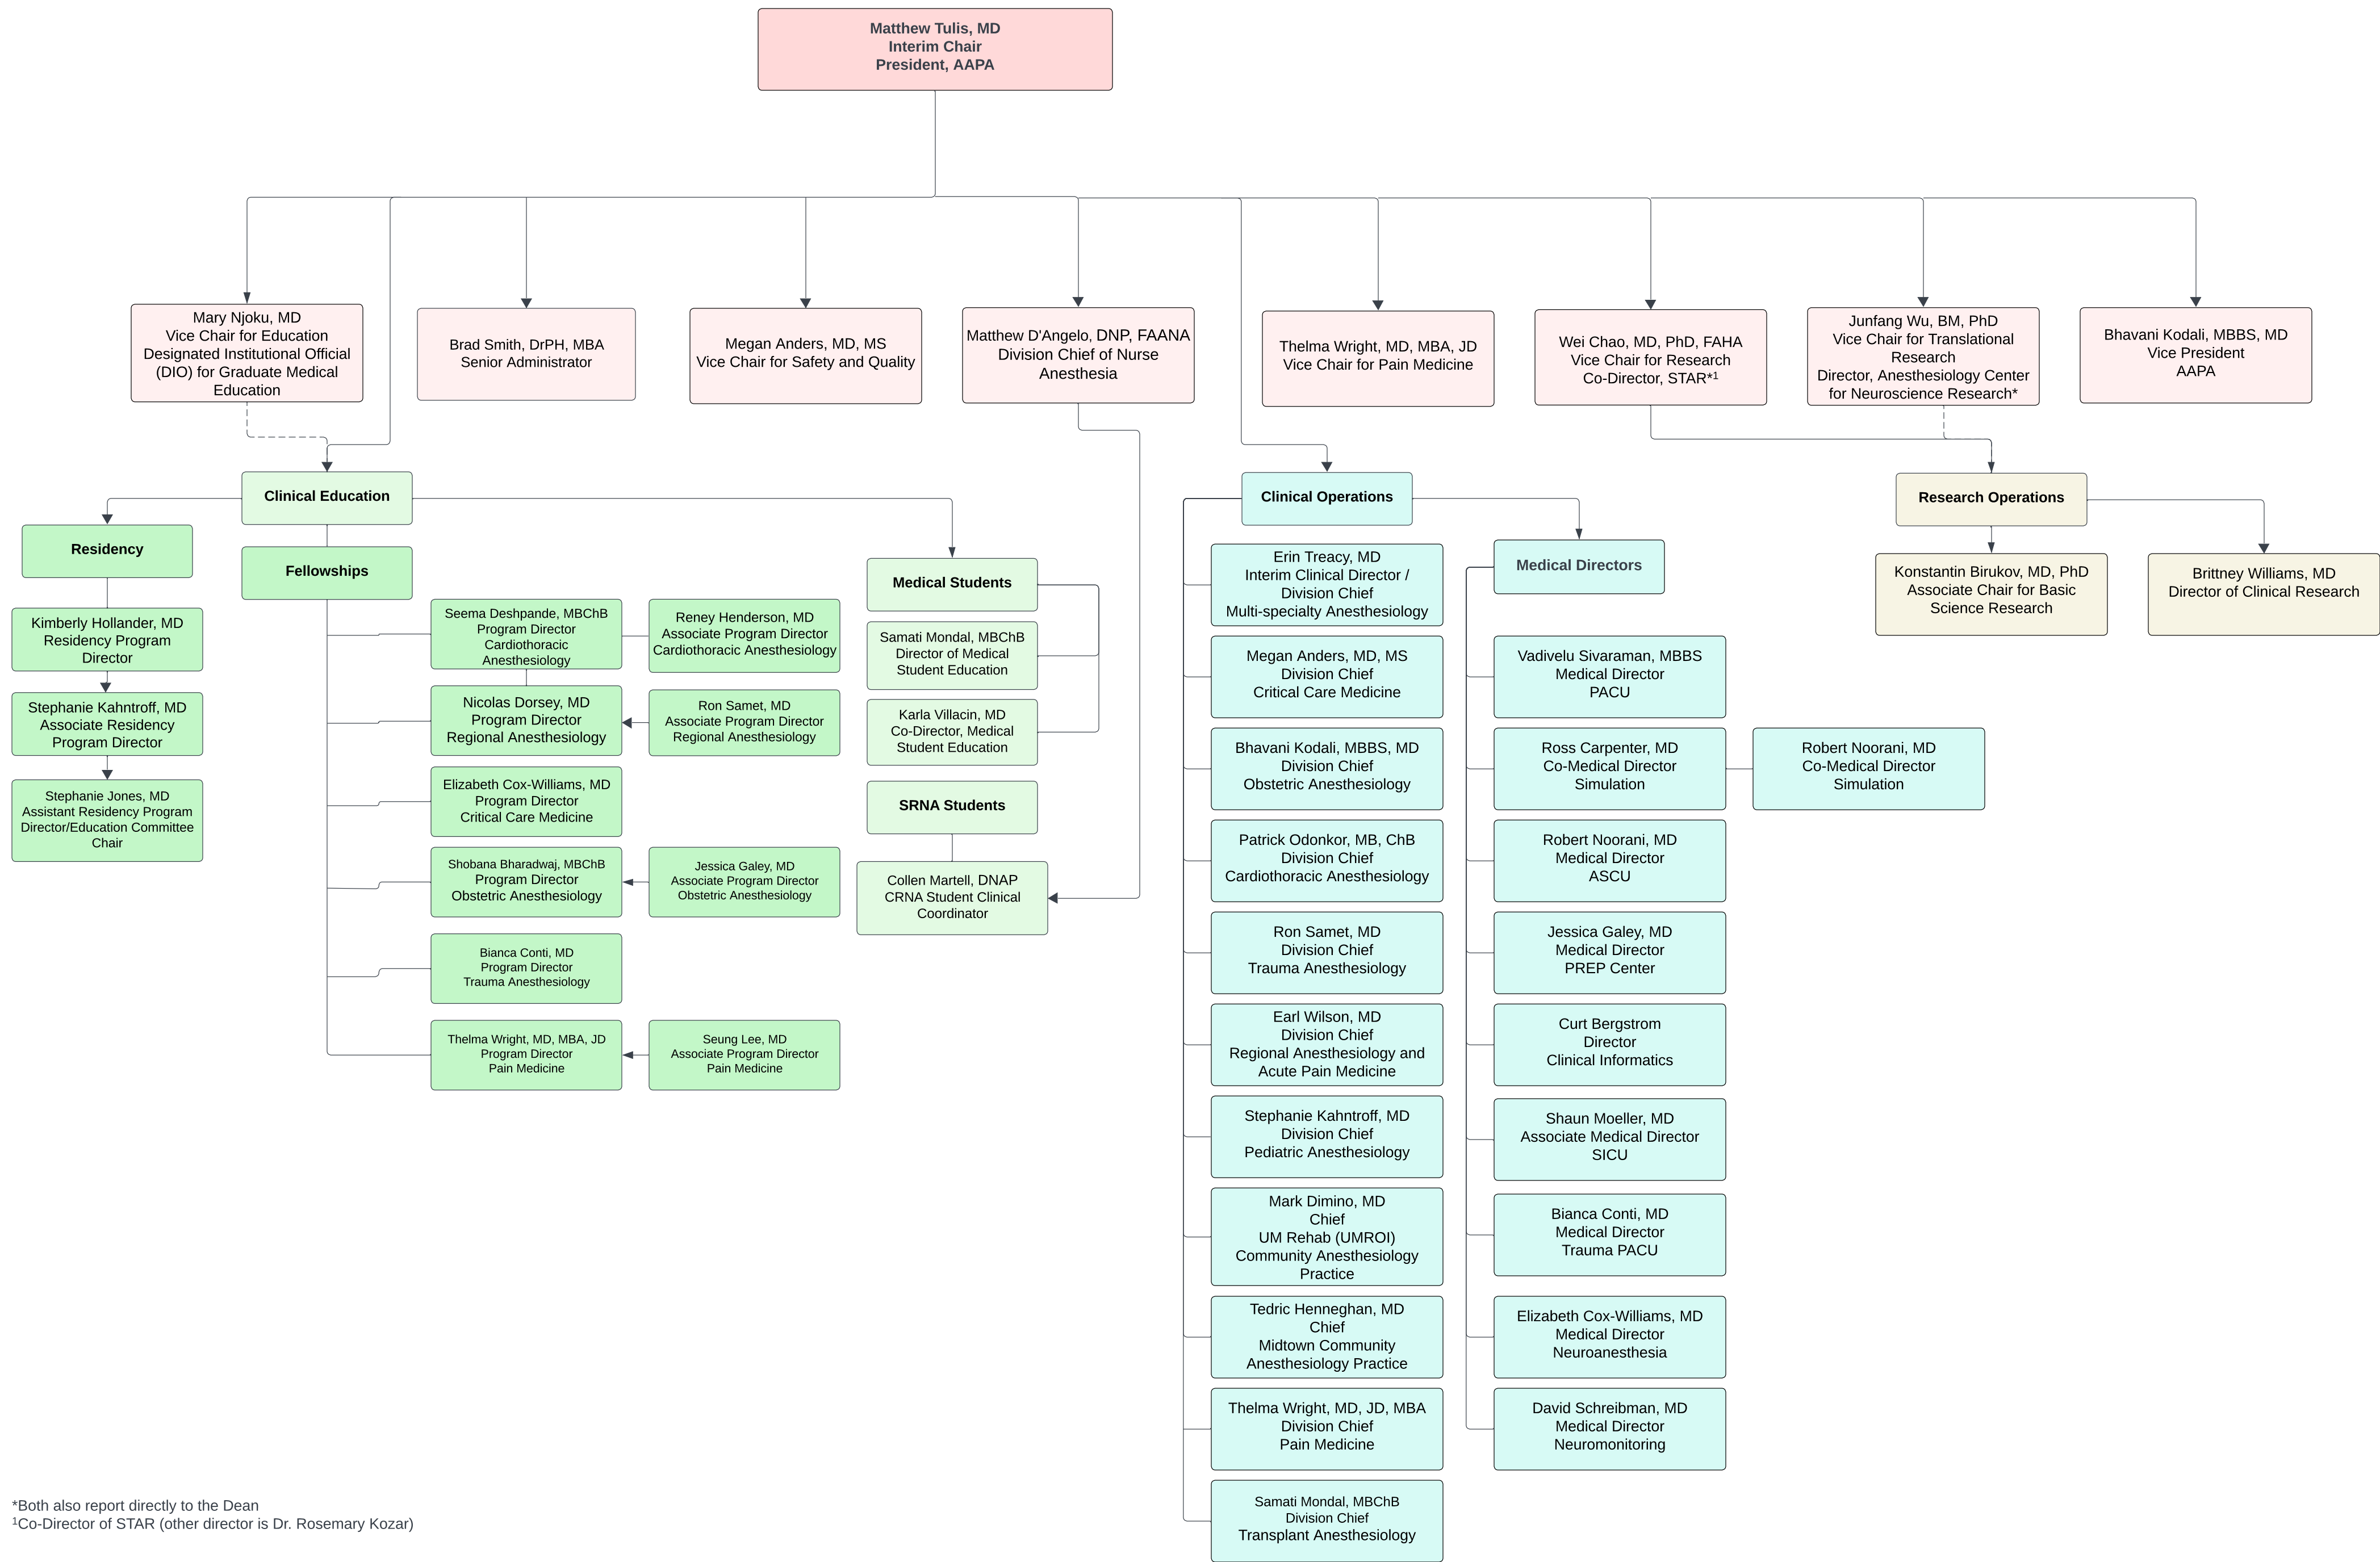 Matthew Tulis, MD
Interim Chair
President, AAPA
Mary Njoku, MD
Vice Chair for Education
Designated Institutional Official
(DIO) for Graduate Medical
Education
Brad Smith, DrPH, MBA
Senior Administrator
Megan Anders, MD, MS
Vice Chair for Safety and Quality
Matthew D'Angelo, DNP, FAANA
Division Chief of Nurse
Anesthesia
Thelma Wright, MD, MBA, JD
Vice Chair for Pain Medicine
Wei Chao, MD, PhD, FAHA
Vice Chair for Research
Co-Director, STAR*¹
Junfang Wu, BM, PhD
Vice Chair for Translational
Research
Director, Anesthesiology Center
for Neuroscience Research*
Bhavani Kodali, MBBS, MD
Vice President
AAPA
Clinical Education
Residency
Kimberly Hollander, MD
Residency Program
Director
Stephanie Kahntroff, MD
Associate Residency
Program Director
Stephanie Jones, MD
Assistant Residency Program
Director/Education Committee
Chair
Fellowships
Seema Deshpande, MBChB
Program Director
Cardiothoracic
Anesthesiology
Reney Henderson, MD
Associate Program Director
Cardiothoracic Anesthesiology
Nicolas Dorsey, MD
Program Director
Regional Anesthesiology
Ron Samet, MD
Associate Program Director
Regional Anesthesiology
Elizabeth Cox-Williams, MD
Program Director
Critical Care Medicine
Shobana Bharadwaj, MBChB
Program Director
Obstetric Anesthesiology
Jessica Galey, MD
Associate Program Director
Obstetric Anesthesiology
Bianca Conti, MD
Program Director
Trauma Anesthesiology
Thelma Wright, MD, MBA, JD
Program Director
Pain Medicine
Seung Lee, MD
Associate Program Director
Pain Medicine
Medical Students
Samati Mondal, MBChB
Director of Medical
Student Education
Karla Villacin, MD
Co-Director, Medical
Student Education
SRNA Students
Collen Martell, DNAP
CRNA Student Clinical
Coordinator
Clinical Operations
Erin Treacy, MD
Interim Clinical Director /
Division Chief
Multi-specialty Anesthesiology
Megan Anders, MD, MS
Division Chief
Critical Care Medicine
Bhavani Kodali, MBBS, MD
Division Chief
Obstetric Anesthesiology
Patrick Odonkor, MB, ChB
Division Chief
Cardiothoracic Anesthesiology
Ron Samet, MD
Division Chief
Trauma Anesthesiology
Earl Wilson, MD
Division Chief
Regional Anesthesiology and
Acute Pain Medicine
Stephanie Kahntroff, MD
Division Chief
Pediatric Anesthesiology
Mark Dimino, MD
Chief
UM Rehab (UMROI)
Community Anesthesiology
Practice
Tedric Henneghan, MD
Chief
Midtown Community
Anesthesiology Practice
Thelma Wright, MD, JD, MBA
Division Chief
Pain Medicine
Samati Mondal, MBChB
Division Chief
Transplant Anesthesiology
Medical Directors
Vadivelu Sivaraman, MBBS
Medical Director
PACU
Ross Carpenter, MD
Co-Medical Director
Simulation
Robert Noorani, MD
Co-Medical Director
Simulation
Robert Noorani, MD
Medical Director
ASCU
Jessica Galey, MD
Medical Director
PREP Center
Curt Bergstrom
Director
Clinical Informatics
Shaun Moeller, MD
Associate Medical Director
SICU
Bianca Conti, MD
Medical Director
Trauma PACU
Elizabeth Cox-Williams, MD
Medical Director
Neuroanesthesia
David Schreibman, MD
Medical Director
Neuromonitoring
Research Operations
Konstantin Birukov, MD, PhD
Associate Chair for Basic
Science Research
Brittney Williams, MD
Director of Clinical Research
*Both also report directly to the Dean
¹Co-Director of STAR (other director is Dr. Rosemary Kozar)